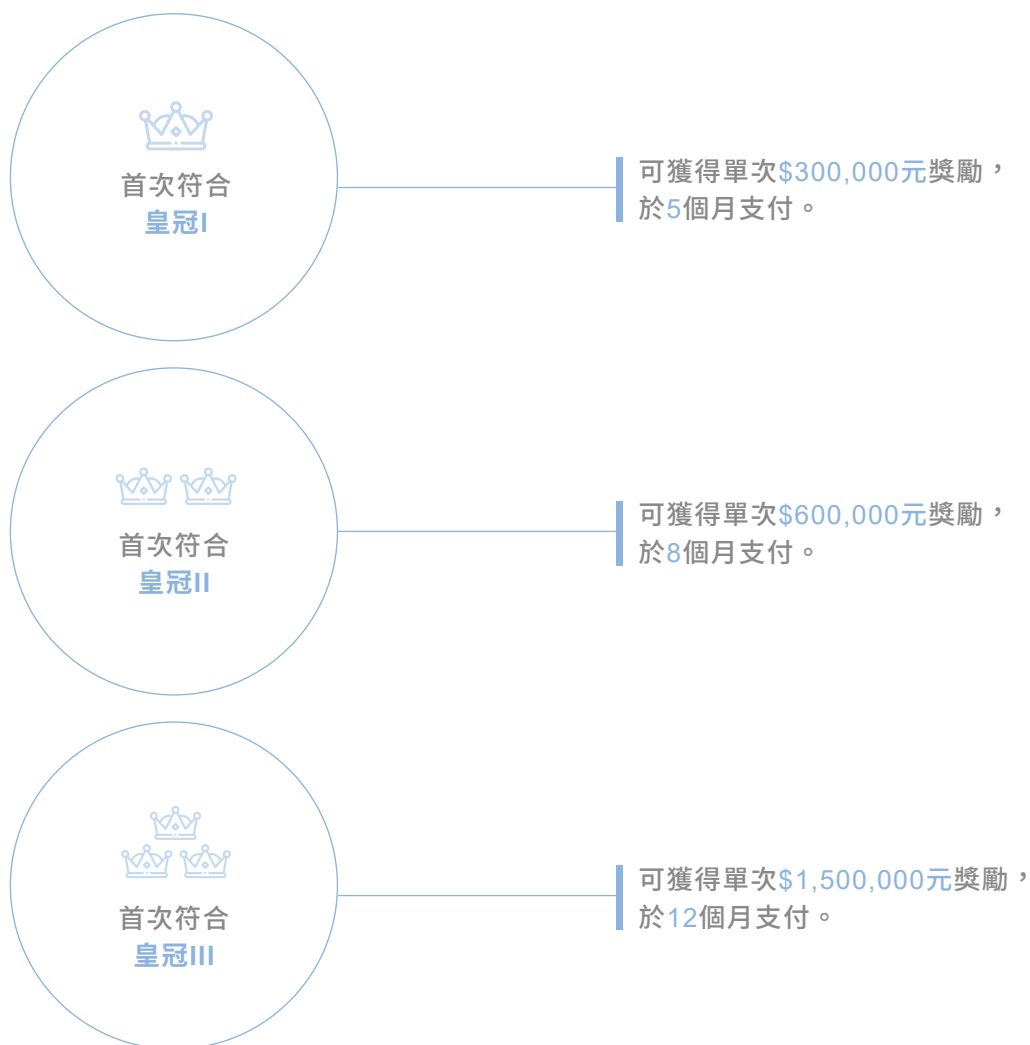 首次符合
皇冠I
可獲得單次$300,000元獎勵，
於5個月支付。
首次符合
皇冠II
可獲得單次$600,000元獎勵，
於8個月支付。
首次符合
皇冠III
可獲得單次$1,500,000元獎勵，
於12個月支付。